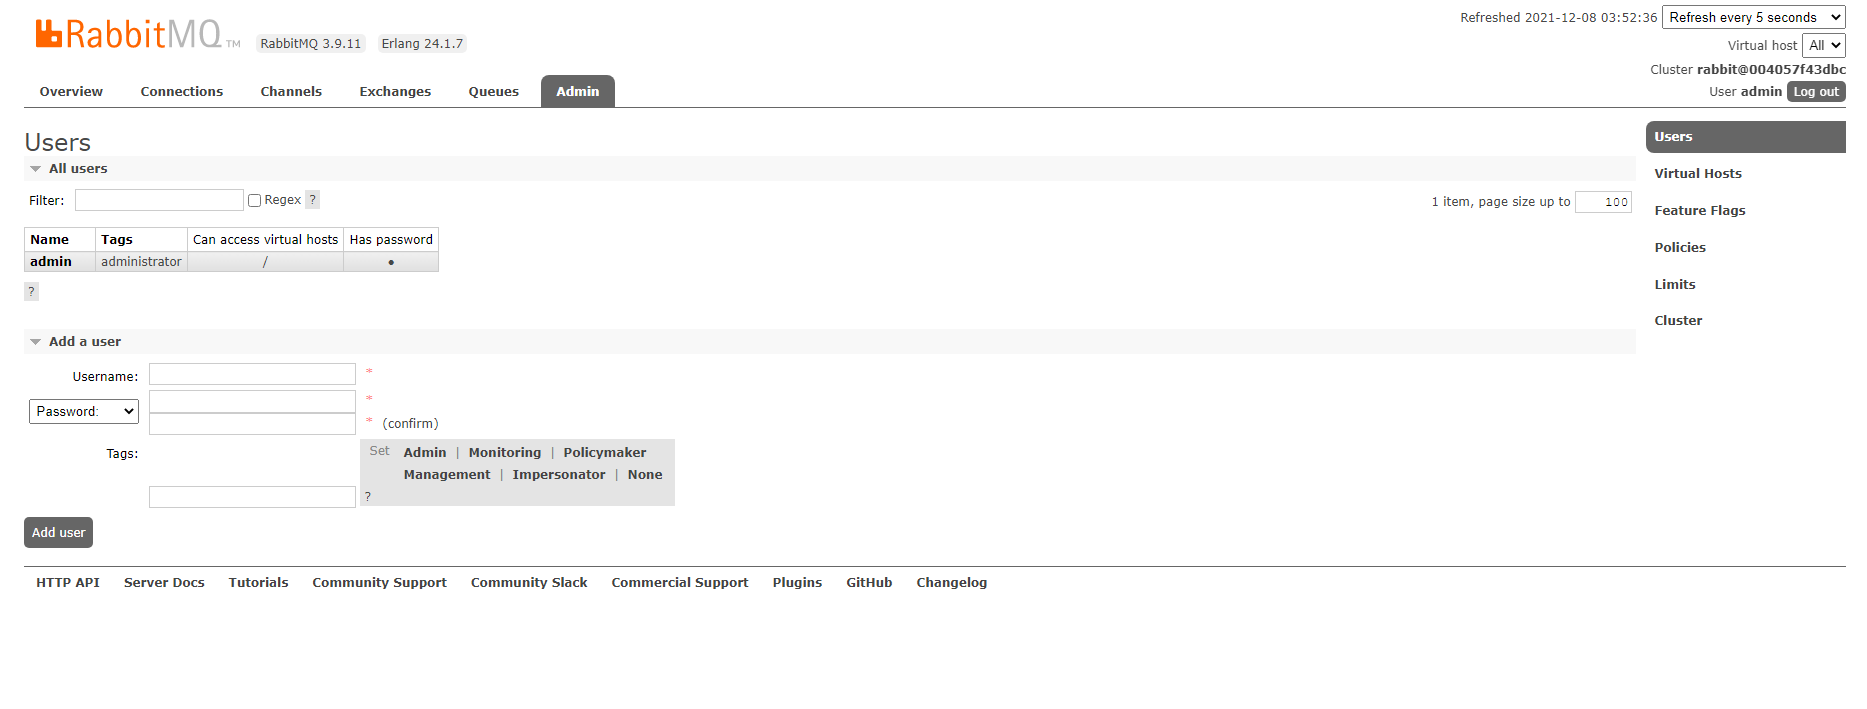 RabbitMQ TM RabbitMQ 3.9.11 Erlang 24.1.7
Refreshed 2021-12-08 03:52:36 Refresh every 5 seconds
Virtual host All
Cluster rabbit@004057f43dbc
User admin Log out
Overview Connections Channels Exchanges Queues Admin
Users
All users
Filter: Regex ? 1 item, page size up to 100
Name Tags Can access virtual hosts Has password
admin administrator / ●
?
Add a user
Username: *
Password: *
* (confirm)
Tags: Set Admin | Monitoring | Policymaker
Management | Impersonator | None
?
Add user
Users
Virtual Hosts
Feature Flags
Policies
Limits
Cluster
HTTP API Server Docs Tutorials Community Support Community Slack Commercial Support Plugins GitHub Changelog